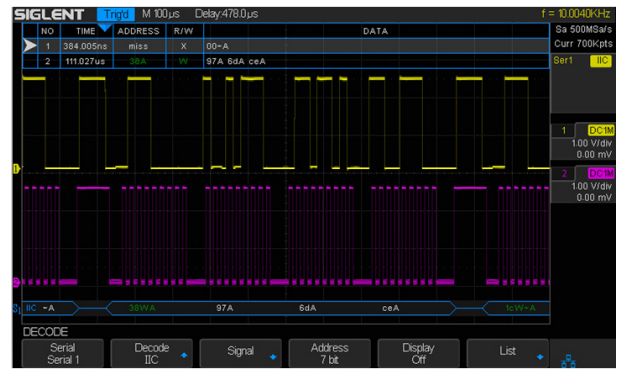 SIGLENT Trig'd M 100μs Delay:478.0μs f = 10.0040KHz
Sa 500MSa/s
Curr 700Kpts
NO TIME ADDRESS R/W DATA
1 384.005ns miss X 00~A
2 111.027us 38A W 97A 6dA ceA
Ser1 IIC
1 DC1M
1.00 V/div
0.00 mV
2 DC1M
1.00 V/div
0.00 mV
1
2
S1 IIC ~A 38WA 97A 6dA ceA 1cW~A
DECODE
Serial
Serial 1
Decode
IIC
Signal
Address
7 bit
Display
Off
List